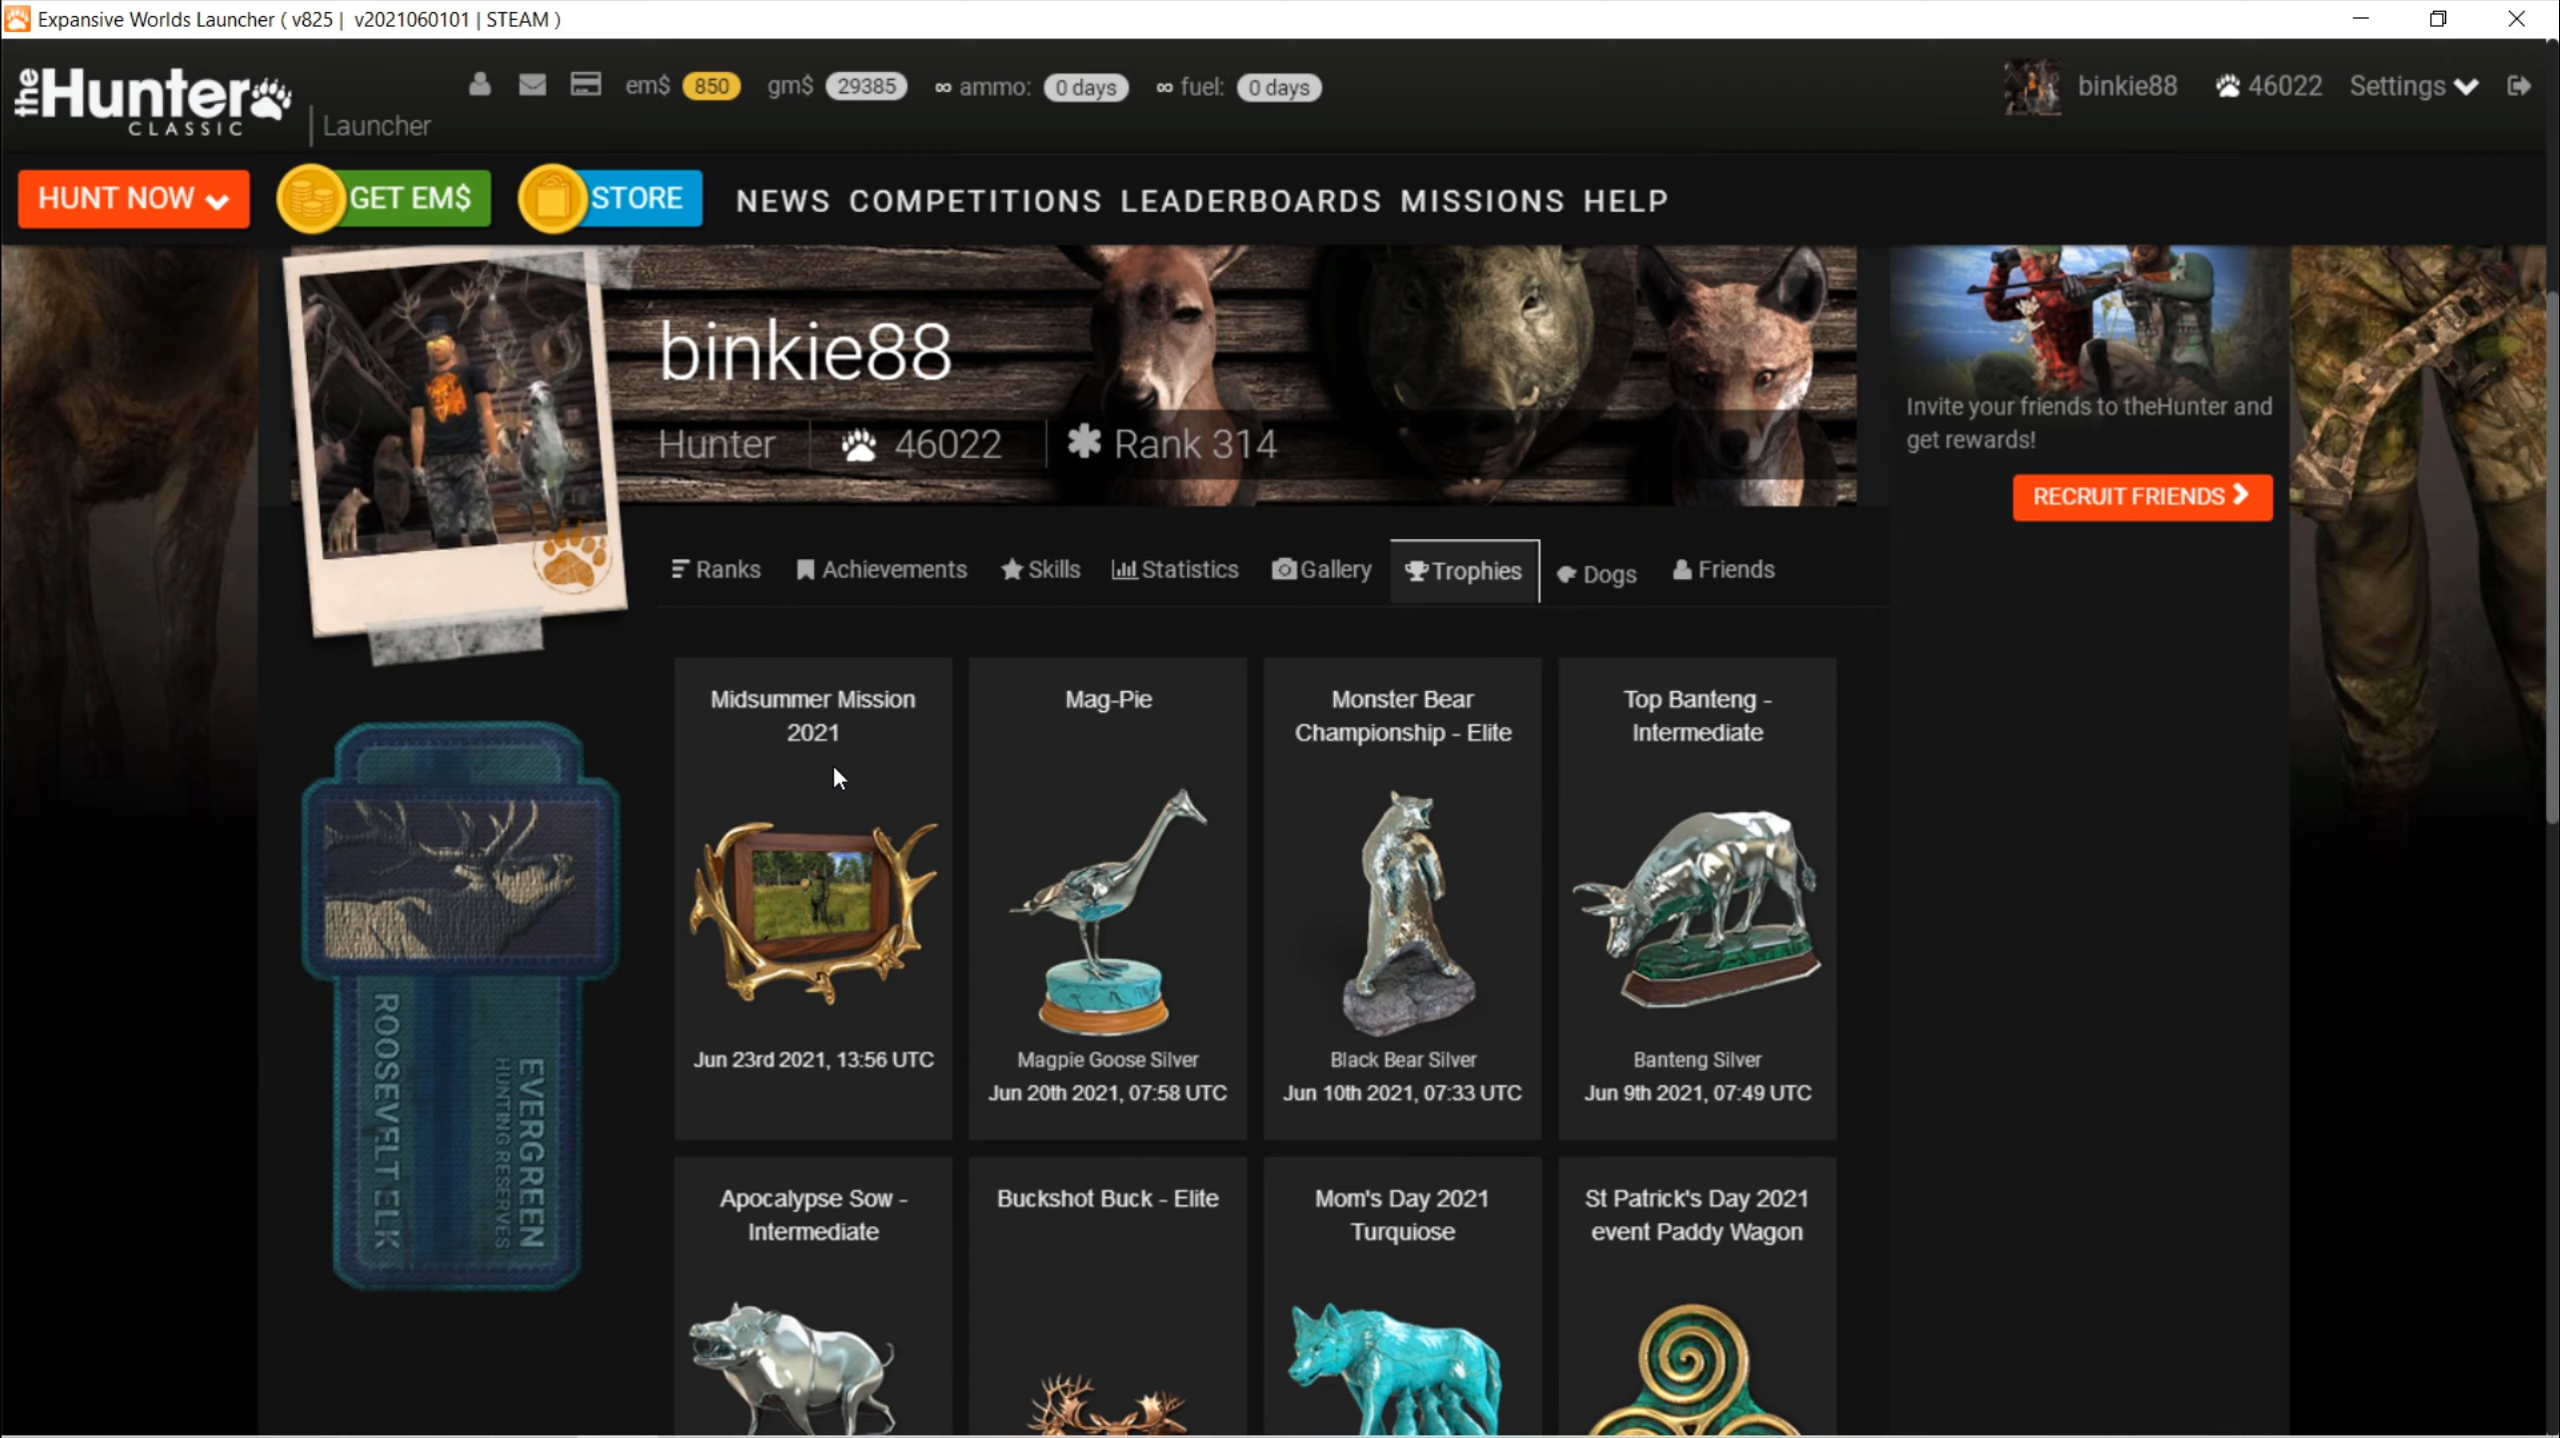 Expansive Worlds Launcher ( v825 | v2021060101 | STEAM )
theHunter
CLASSIC
Launcher
em$ 850 gm$ 29385 ∞ ammo: 0 days ∞ fuel: 0 days
binkie88 46022 Settings
HUNT NOW GET EM$ STORE NEWS COMPETITIONS LEADERBOARDS MISSIONS HELP
binkie88
Hunter 46022 Rank 314
Invite your friends to theHunter and
get rewards!
RECRUIT FRIENDS
Ranks Achievements Skills Statistics Gallery Trophies Dogs Friends
Midsummer Mission
2021
Jun 23rd 2021, 13:56 UTC
Mag-Pie
Magpie Goose Silver
Jun 20th 2021, 07:58 UTC
Monster Bear
Championship - Elite
Black Bear Silver
Jun 10th 2021, 07:33 UTC
Top Banteng -
Intermediate
Banteng Silver
Jun 9th 2021, 07:49 UTC
ROOSEVELT ELK
EVERGREEN
HUNTING RESERVES
Apocalypse Sow -
Intermediate
Buckshot Buck - Elite
Mom's Day 2021
Turquiose
St Patrick's Day 2021
event Paddy Wagon